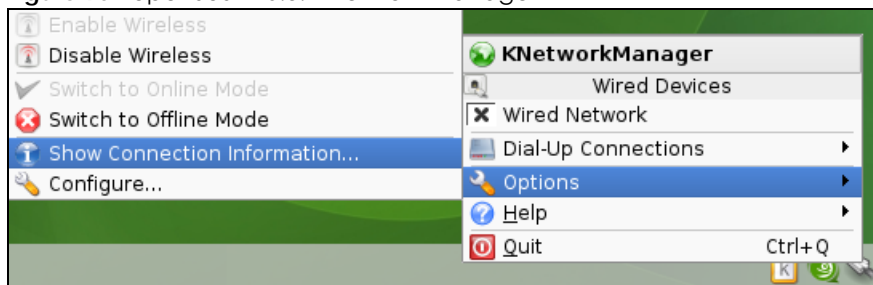 Enable Wireless
Disable Wireless
Switch to Online Mode
Switch to Offline Mode
Show Connection Information...
Configure...
KNetworkManager
Wired Devices
Wired Network
Dial-Up Connections
Options
Help
Quit Ctrl+Q
K